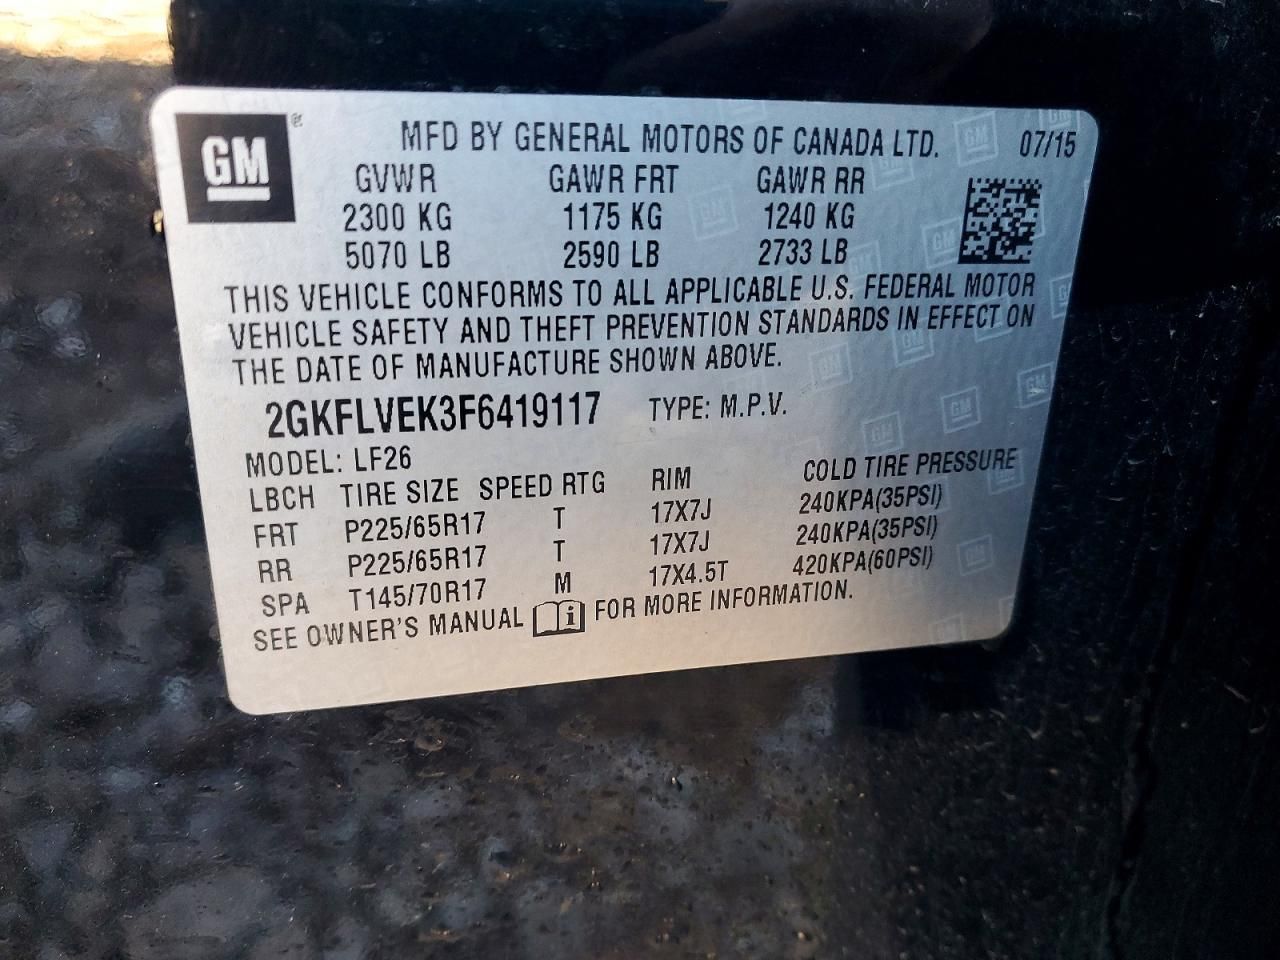 GM ®
MFD BY GENERAL MOTORS OF CANADA LTD. 07/15
GVWR GAWR FRT GAWR RR
2300 KG 1175 KG 1240 KG
5070 LB 2590 LB 2733 LB
THIS VEHICLE CONFORMS TO ALL APPLICABLE U.S. FEDERAL MOTOR
VEHICLE SAFETY AND THEFT PREVENTION STANDARDS IN EFFECT ON
THE DATE OF MANUFACTURE SHOWN ABOVE.
2GKFLVEK3F6419117 TYPE: M.P.V.
MODEL: LF26
LBCH TIRE SIZE SPEED RTG RIM COLD TIRE PRESSURE
FRT P225/65R17 T 17X7J 240KPA(35PSI)
RR P225/65R17 T 17X7J 240KPA(35PSI)
SPA T145/70R17 M 17X4.5T 420KPA(60PSI)
SEE OWNER'S MANUAL i FOR MORE INFORMATION.